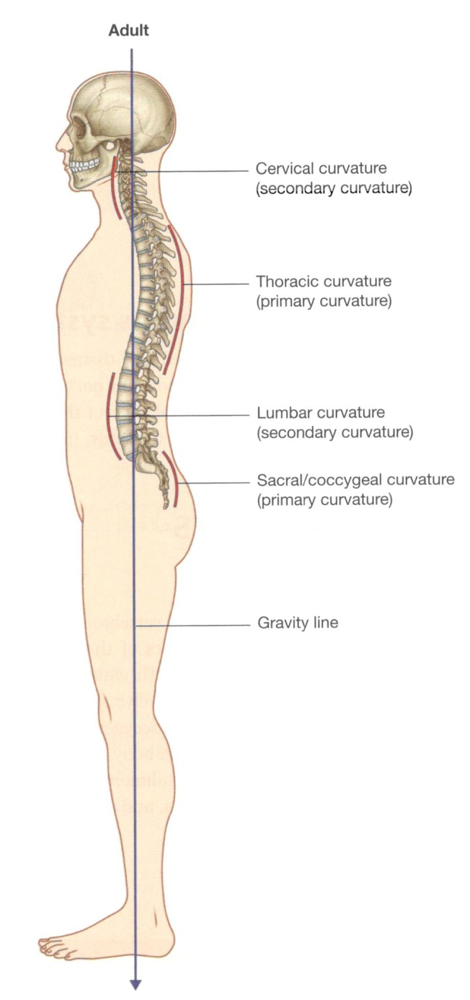 Adult
Cervical curvature
(secondary curvature)
Thoracic curvature
(primary curvature)
Lumbar curvature
(secondary curvature)
Sacral/coccygeal curvature
(primary curvature)
Gravity line